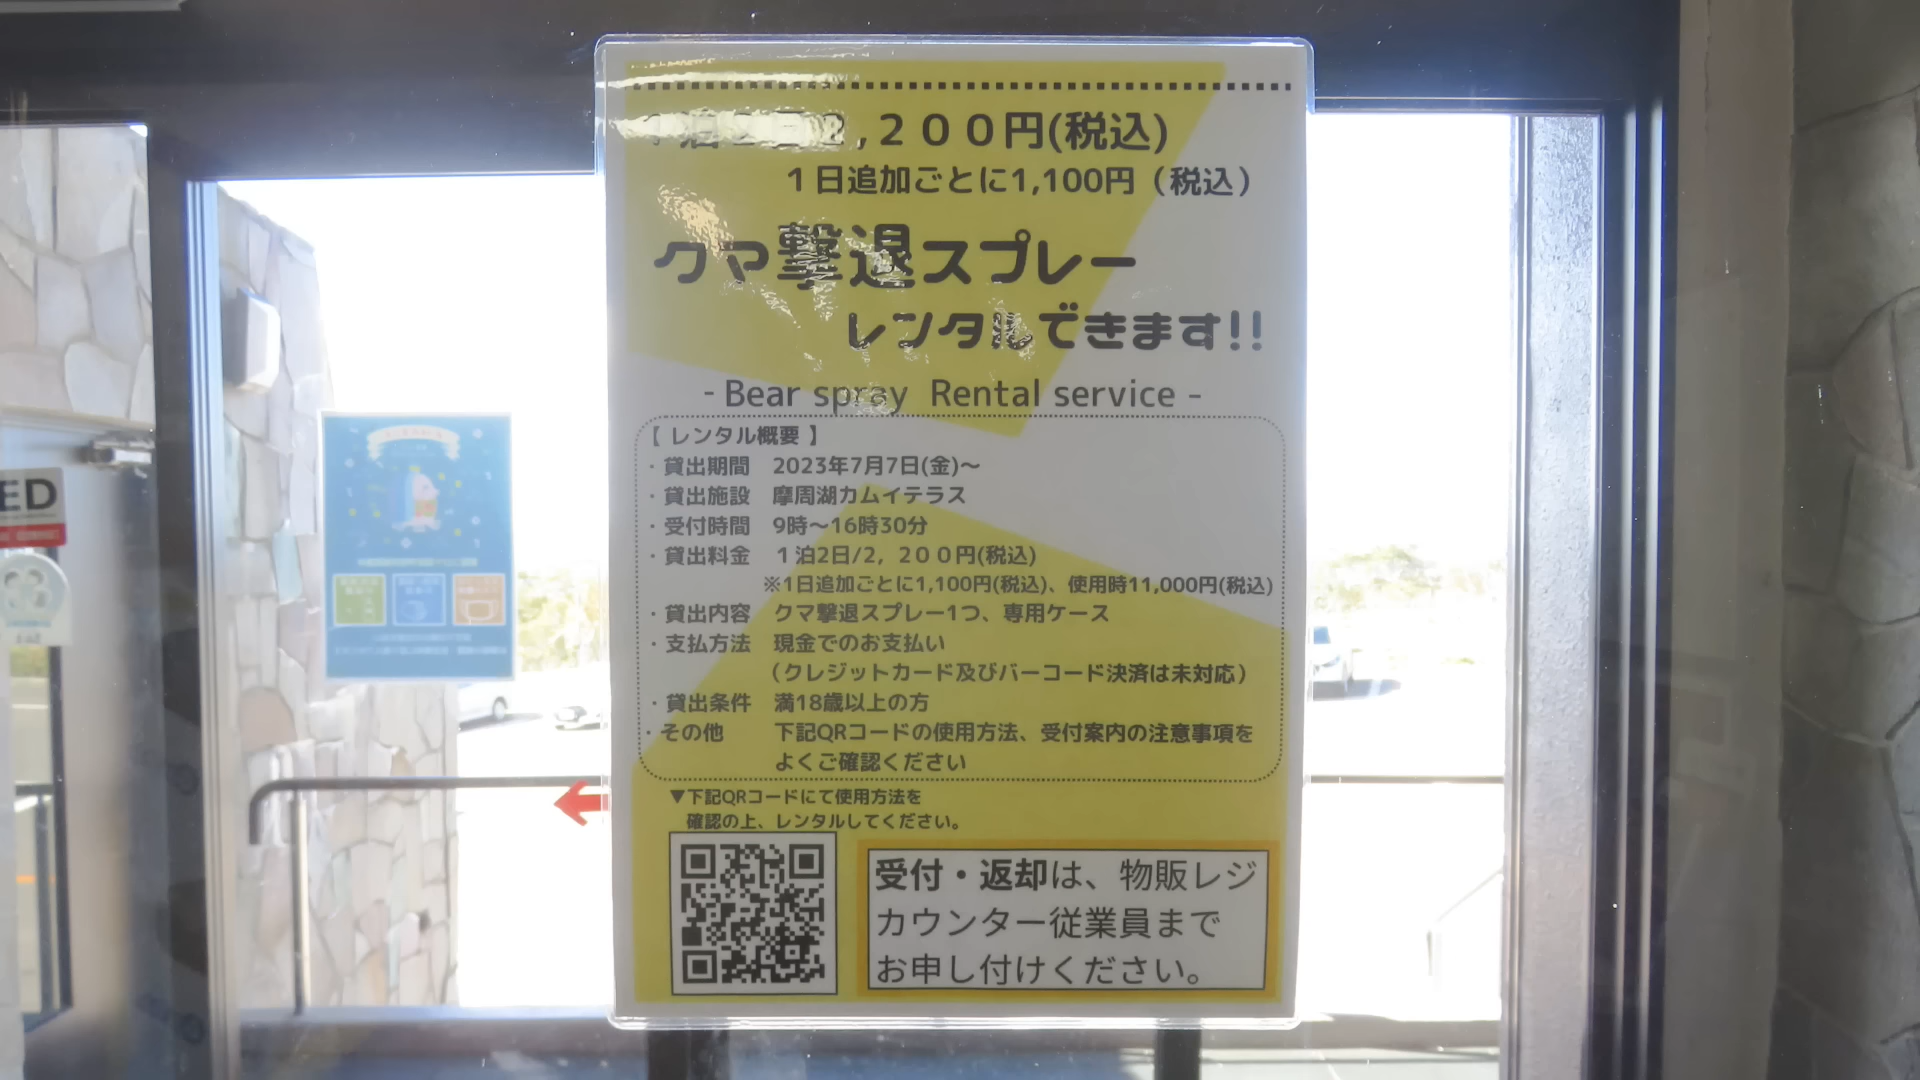 1泊2日2,２００円(税込)
１日追加ごとに1,100円（税込）
クマ撃退スプレー
レンタルできます!!
- Bear spray Rental service -
【 レンタル概要 】
・貸出期間 2023年7月7日(金)～
・貸出施設 摩周湖カムイテラス
・受付時間 9時～16時30分
・貸出料金 １泊2日/2,２００円(税込)
※1日追加ごとに1,100円(税込)、使用時11,000円(税込)
・貸出内容 クマ撃退スプレー1つ、専用ケース
・支払方法 現金でのお支払い
（クレジットカード及びバーコード決済は未対応）
・貸出条件 満18歳以上の方
・その他 下記QRコードの使用方法、受付案内の注意事項を
よくご確認ください
▼下記QRコードにて使用方法を
確認の上、レンタルしてください。
受付・返却は、物販レジ
カウンター従業員まで
お申し付けください。
ED